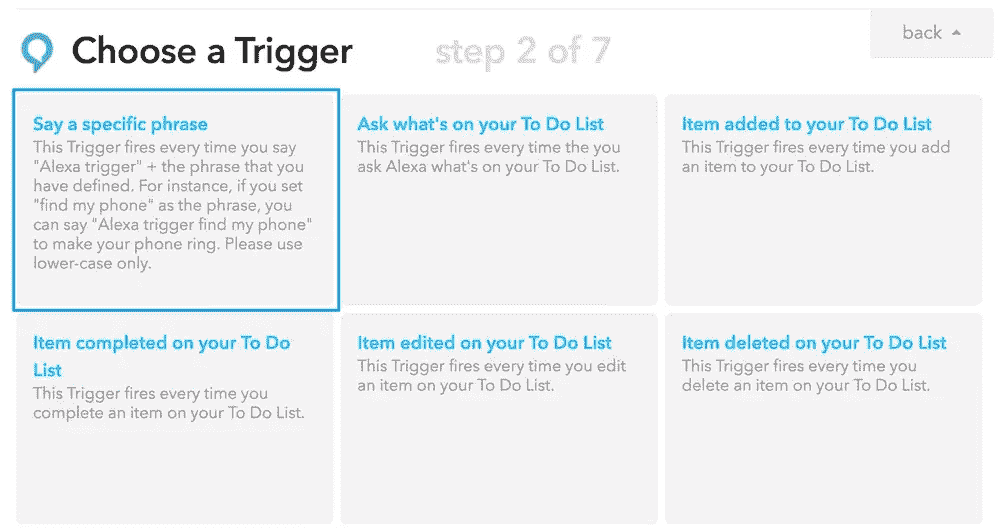 Choose a Trigger
step 2 of 7
back
Say a specific phrase
This Trigger fires every time you say
"Alexa trigger" + the phrase that you
have defined. For instance, if you set
"find my phone" as the phrase, you
can say "Alexa trigger find my phone"
to make your phone ring. Please use
lower-case only.
Ask what's on your To Do List
This Trigger fires every time the you
ask Alexa what's on your To Do List.
Item added to your To Do List
This Trigger fires every time you add
an item to your To Do List.
Item completed on your To Do
List
This Trigger fires every time you
complete an item on your To Do List.
Item edited on your To Do List
This Trigger fires every time you edit
an item on your To Do List.
Item deleted on your To Do List
This Trigger fires every time you
delete an item on your To Do List.